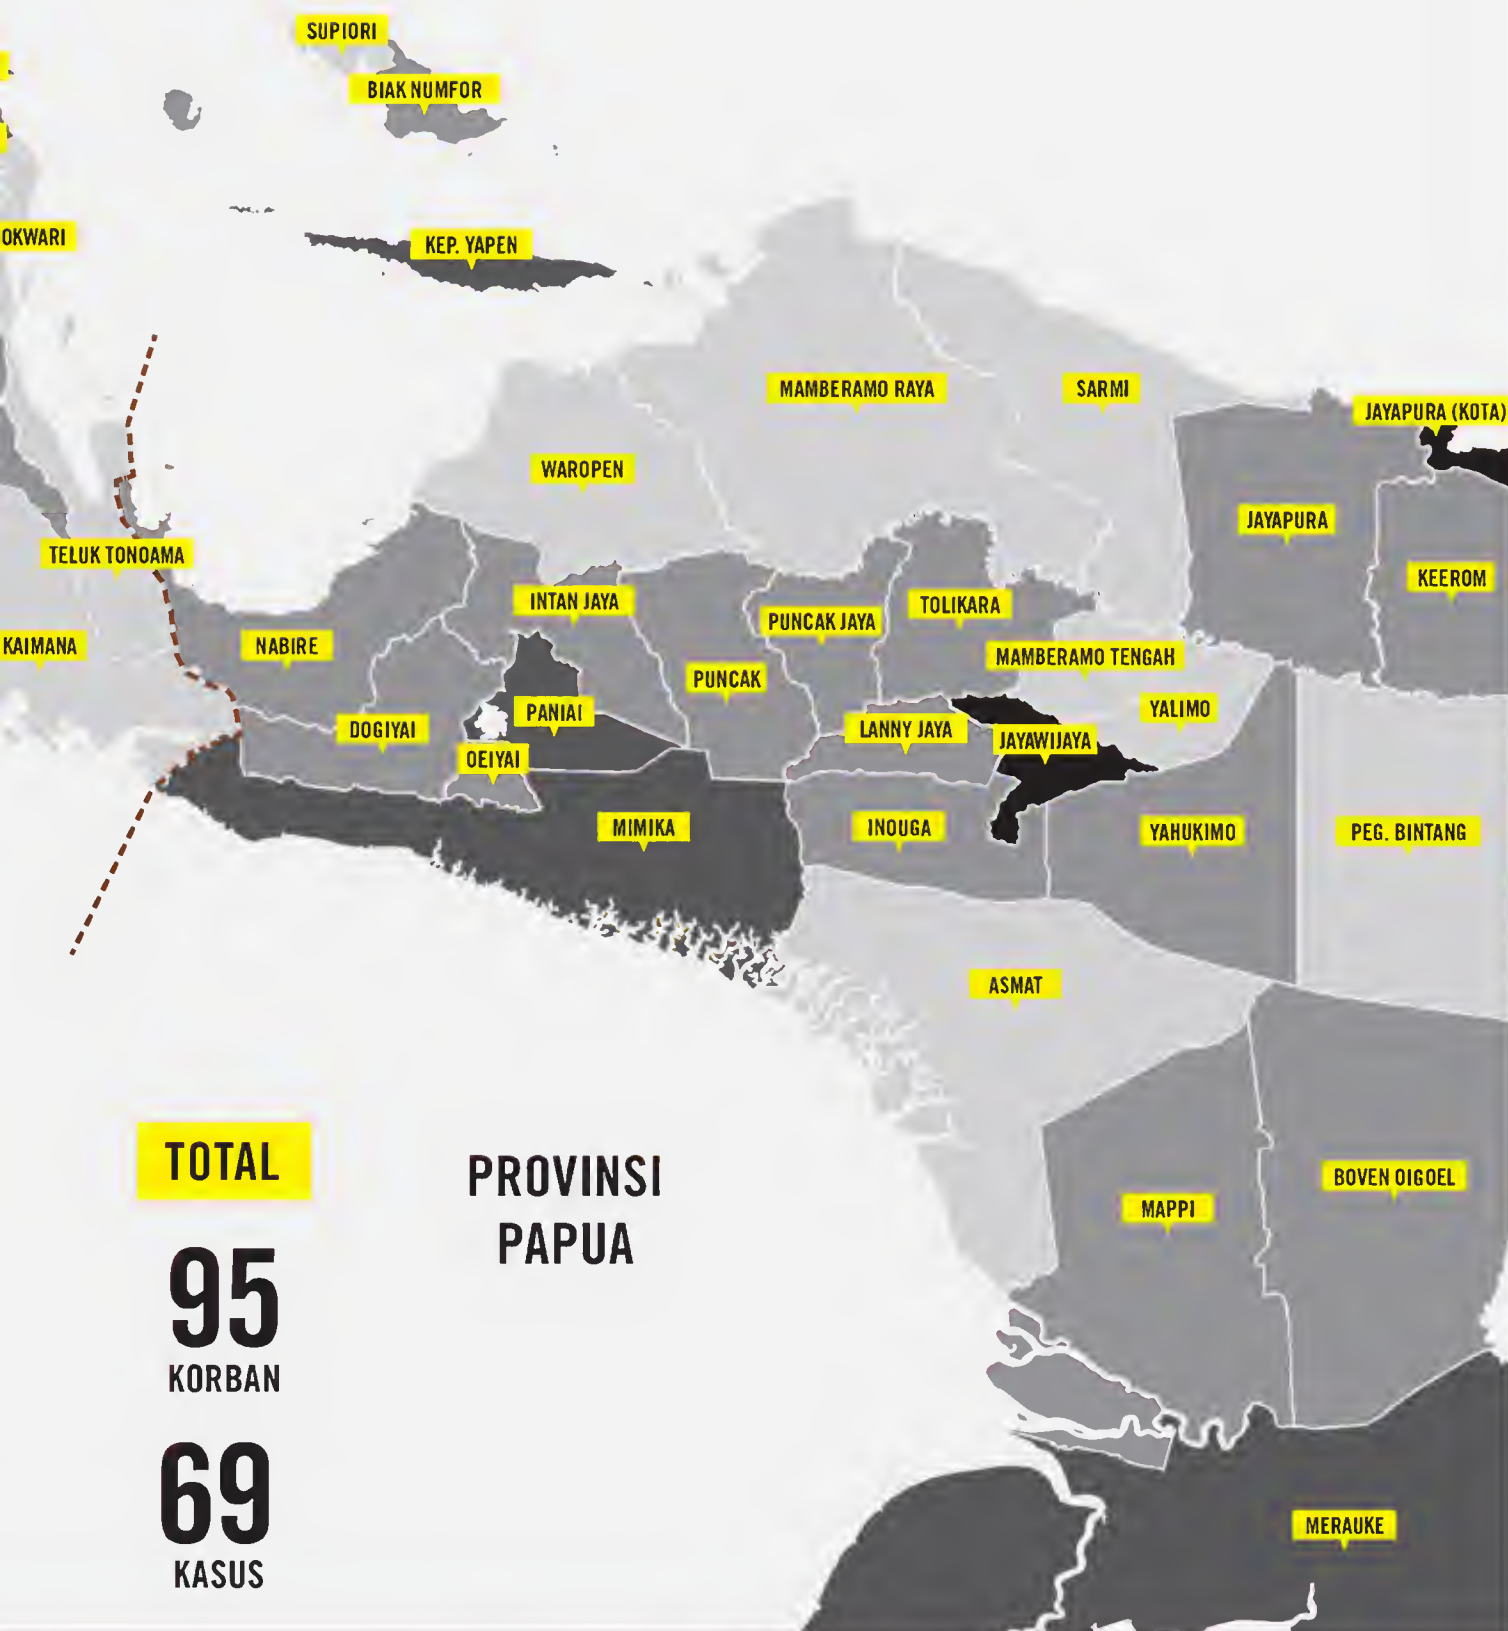 SUPIORI
BIAK NUMFOR
OKWARI
KEP. YAPEN
MAMBERAMO RAYA
SARMI
JAYAPURA (KOTA)
WAROPEN
JAYAPURA
TELUK TONOAMA
KEEROM
INTAN JAYA
TOLIKARA
PUNCAK JAYA
KAIMANA
NABIRE
MAMBERAMO TENGAH
PUNCAK
YALIMO
PANIAI
DOGIYAI
LANNY JAYA
JAYAWIJAYA
OEIYAI
MIMIKA
INOUGA
YAHUKIMO
PEG. BINTANG
ASMAT
TOTAL
PROVINSI
PAPUA
BOVEN OIGOEL
MAPPI
95
KORBAN
69
KASUS
MERAUKE